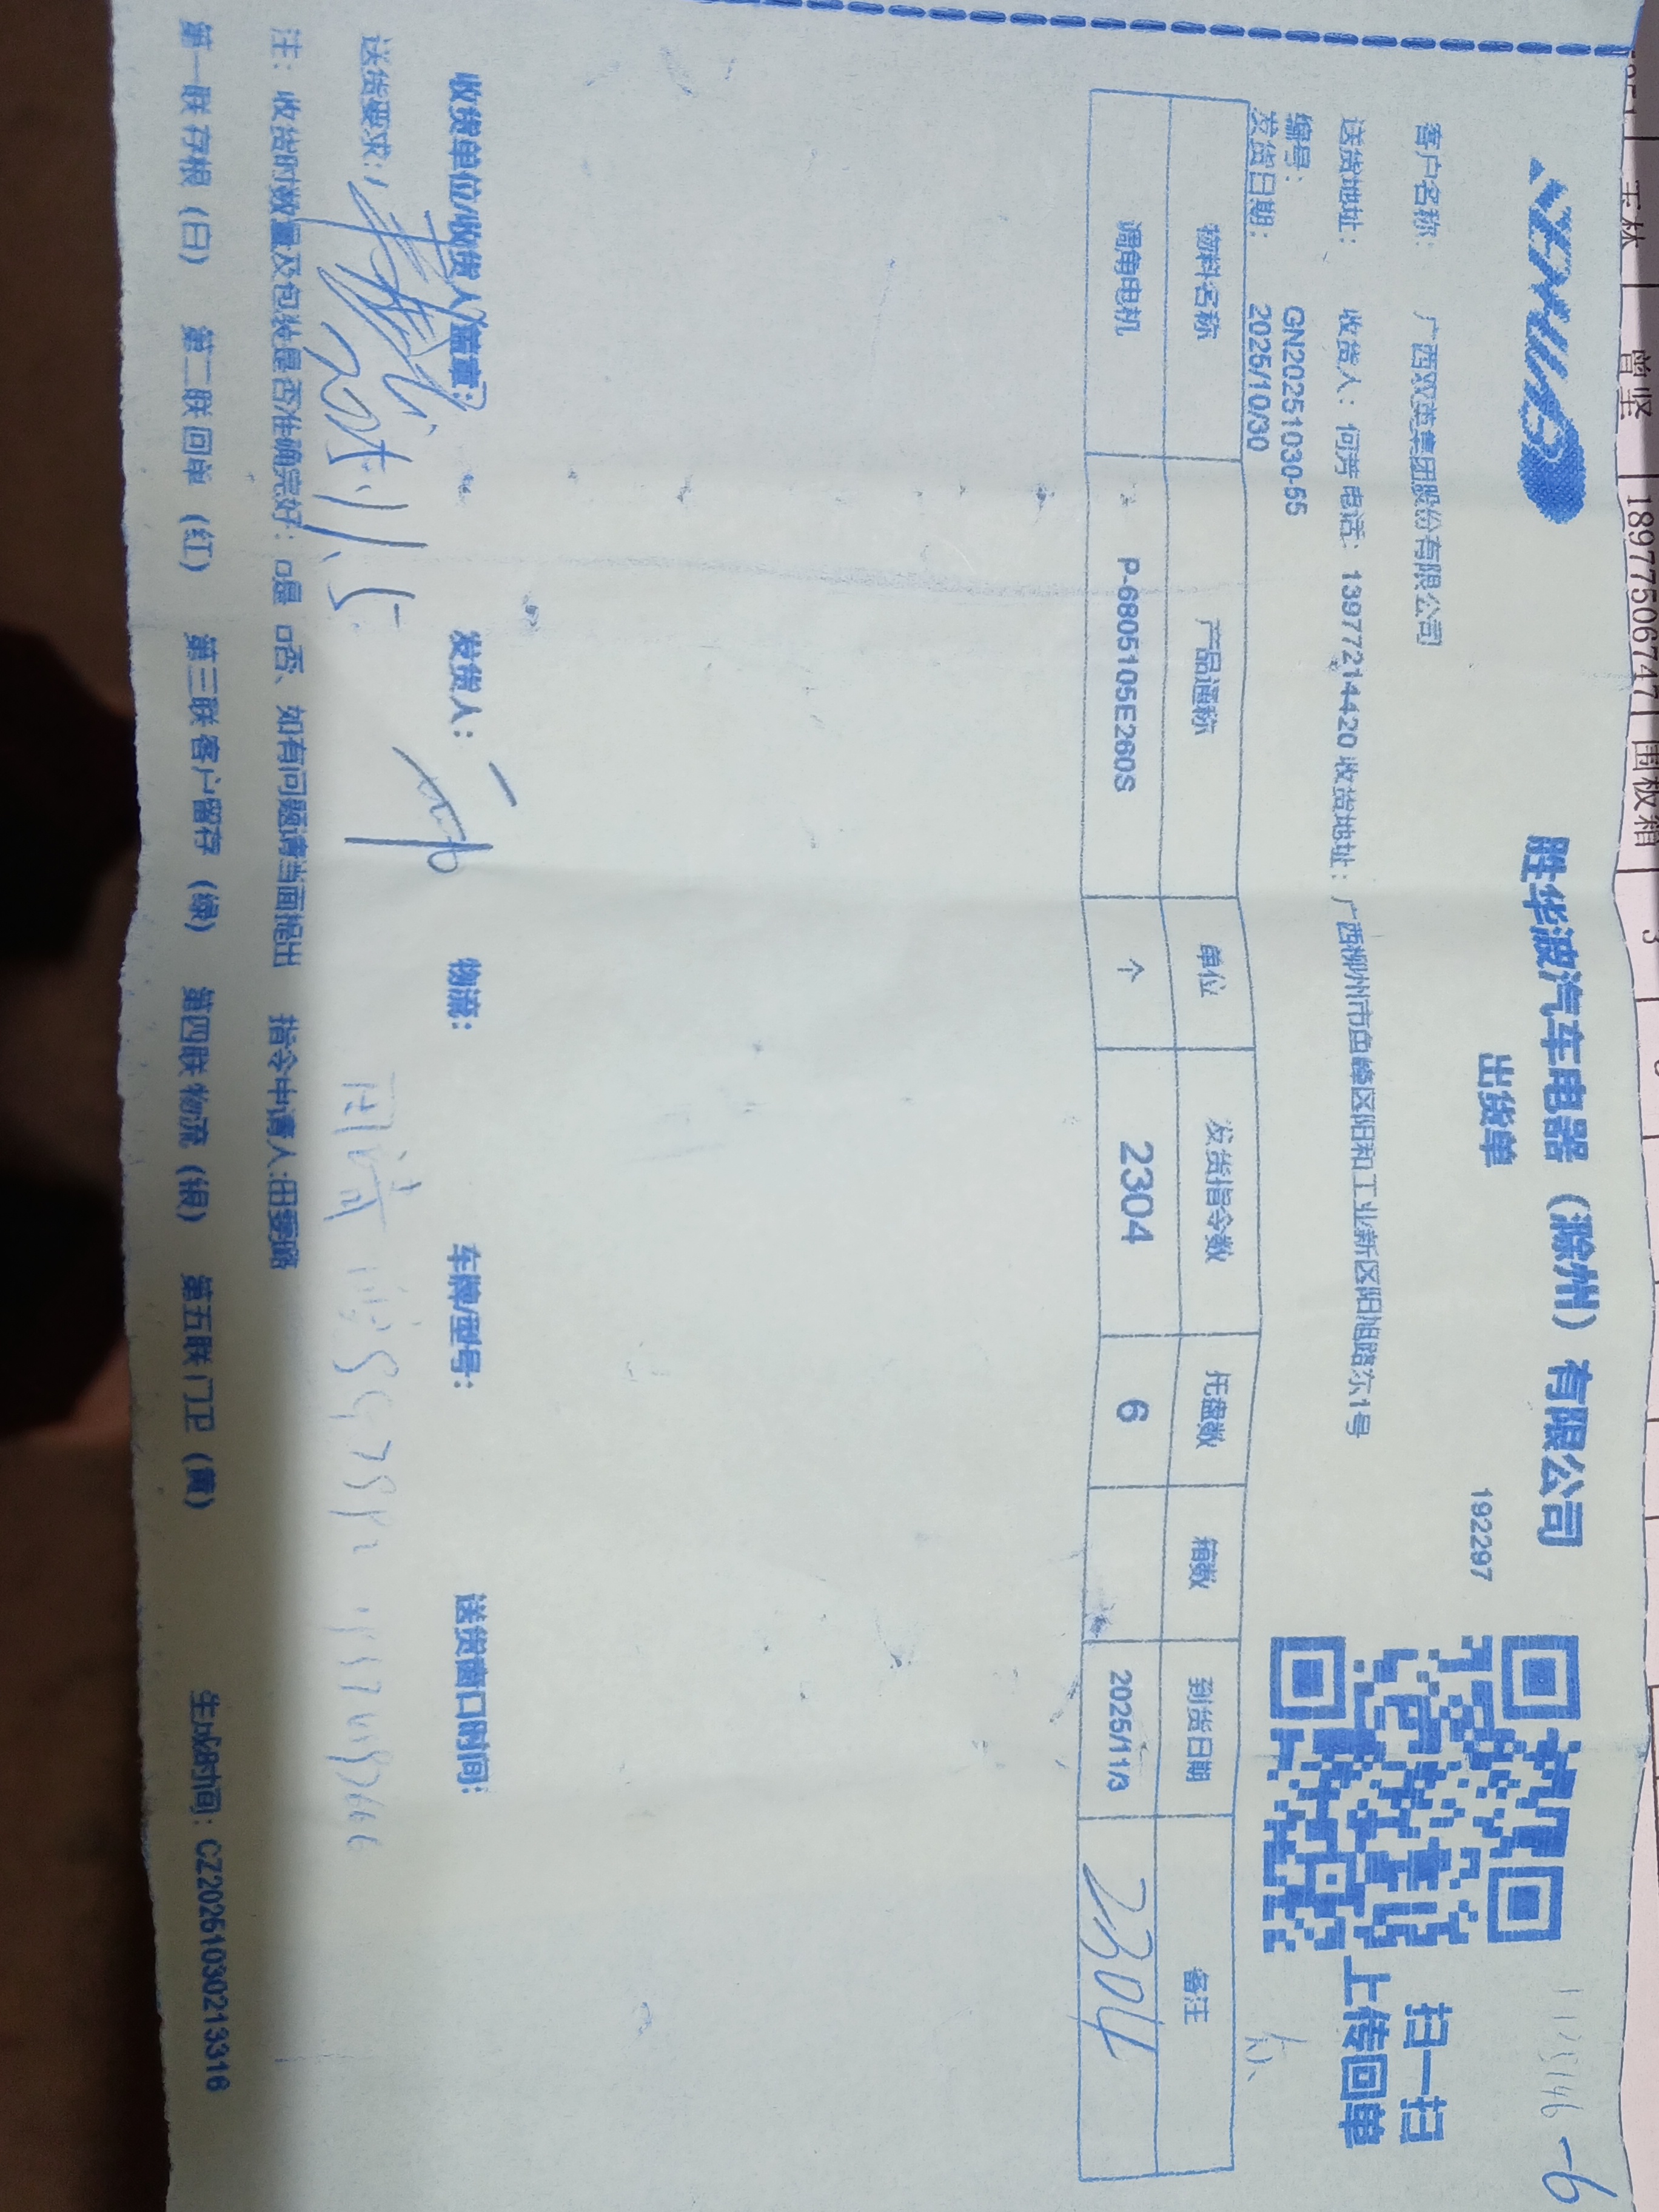 胜华波汽车电器（滁州）有限公司
出货单
192297
扫一扫
上传回单
客户名称: 广西双英集团股份有限公司
送货地址: 收货人: 何芳 电话: 13977214420 收货地址: 广西柳州市鱼峰区阳和工业新区阳旭路东1号
编号: GN20251030-55
发货日期: 2025/10/30
物料名称 产品通称 单位 发货指令数 托盘数 箱数 到货日期 备注
调角电机 P-6805105E260S 个 2304 6 2025/11/3 2304
收货单位/收货人 签章: 发货人: 物流: 车牌/型号: 送货窗口时间:
送货要求:
注: 收货时数量及包装是否准确完好: □是 □否、如有问题请当面提出 指令申请人:田雯璐
第一联 存根（白） 第二联 回单（红） 第三联 客户留存（绿） 第四联 物流（银） 第五联 门卫（黄） 生成时间: CZ20251030213316
曾坚 18977506747 围板箱 3